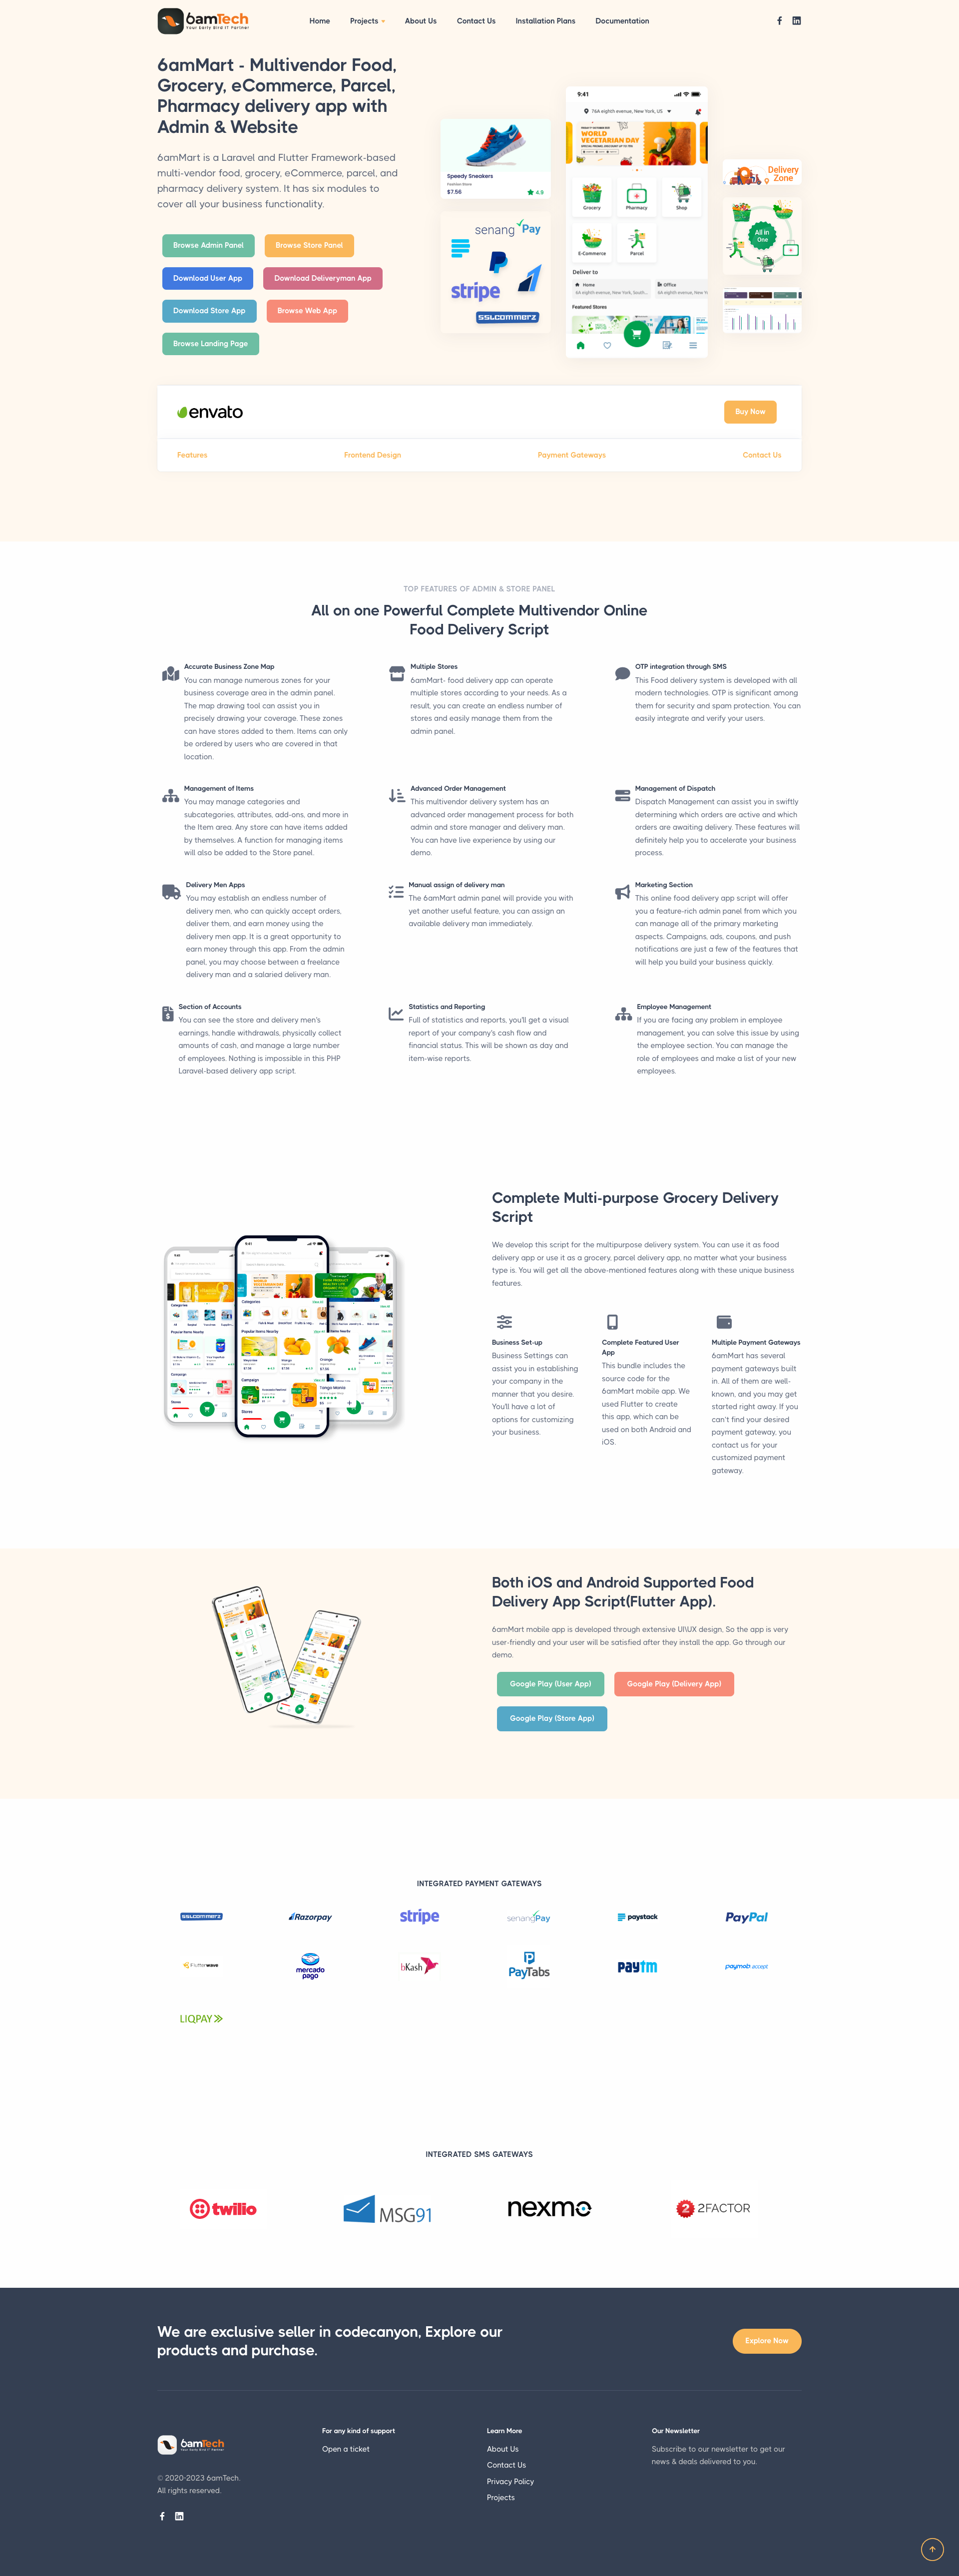 6amTech
Your Early Bird IT Partner
Home
Projects
About Us
Contact Us
Installation Plans
Documentation
6amMart - Multivendor Food,
Grocery, eCommerce, Parcel,
Pharmacy delivery app with
Admin & Website
6amMart is a Laravel and Flutter Framework-based
multi-vendor food, grocery, eCommerce, parcel, and
pharmacy delivery system. It has six modules to
cover all your business functionality.
Browse Admin Panel
Browse Store Panel
Download User App
Download Deliveryman App
Download Store App
Browse Web App
Browse Landing Page
Speedy Sneakers
Fashion Store
$7.56
4.9
senangPay
stripe
SSLCOMMERZ
9:41
76A eighth avenue, New York, US
WORLD
VEGETARIAN DAY
Grocery
Pharmacy
Shop
E-Commerce
Parcel
Deliver to
Home
76A eighth avenue, New York, South...
Office
76A eighth avenue, New York,
Featured Stores
Delivery
Zone
All in
One
envato
Buy Now
Features
Frontend Design
Payment Gateways
Contact Us
TOP FEATURES OF ADMIN & STORE PANEL
All on one Powerful Complete Multivendor Online
Food Delivery Script
Accurate Business Zone Map
You can manage numerous zones for your
business coverage area in the admin panel.
The map drawing tool can assist you in
precisely drawing your coverage. These zones
can have stores added to them. Items can only
be ordered by users who are covered in that
location.
Multiple Stores
6amMart- food delivery app can operate
multiple stores according to your needs. As a
result, you can create an endless number of
stores and easily manage them from the
admin panel.
OTP integration through SMS
This Food delivery system is developed with all
modern technologies. OTP is significant among
them for security and spam protection. You can
easily integrate and verify your users.
Management of Items
You may manage categories and
subcategories, attributes, add-ons, and more in
the Item area. Any store can have items added
by themselves. A function for managing items
will also be added to the Store panel.
Advanced Order Management
This multivendor delivery system has an
advanced order management process for both
admin and store manager and delivery man.
You can have live experience by using our
demo.
Management of Dispatch
Dispatch Management can assist you in swiftly
determining which orders are active and which
orders are awaiting delivery. These features will
definitely help you to accelerate your business
process.
Delivery Men Apps
You may establish an endless number of
delivery men, who can quickly accept orders,
deliver them, and earn money using the
delivery men app. It is a great opportunity to
earn money through this app. From the admin
panel, you may choose between a freelance
delivery man and a salaried delivery man.
Manual assign of delivery man
The 6amMart admin panel will provide you with
yet another useful feature, you can assign an
available delivery man immediately.
Marketing Section
This online food delivery app script will offer
you a feature-rich admin panel from which you
can manage all of the primary marketing
aspects. Campaigns, ads, coupons, and push
notifications are just a few of the features that
will help you build your business quickly.
Section of Accounts
You can see the store and delivery men's
earnings, handle withdrawals, physically collect
amounts of cash, and manage a large number
of employees. Nothing is impossible in this PHP
Laravel-based delivery app script.
Statistics and Reporting
Full of statistics and reports, you'll get a visual
report of your company's cash flow and
financial status. This will be shown as day and
item-wise reports.
Employee Management
If you are facing any problem in employee
management, you can solve this issue by using
the employee section. You can manage the
role of employees and make a list of your new
employees.
Complete Multi-purpose Grocery Delivery
Script
We develop this script for the multipurpose delivery system. You can use it as food
delivery app or use it as a grocery, parcel delivery app, no matter what your business
type is. You will get all the above-mentioned features along with these unique business
features.
Business Set-up
Business Settings can
assist you in establishing
your company in the
manner that you desire.
You'll have a lot of
options for customizing
your business.
Complete Featured User
App
This bundle includes the
source code for the
6amMart mobile app. We
used Flutter to create
this app, which can be
used on both Android and
iOS.
Multiple Payment Gateways
6amMart has several
payment gateways built
in. All of them are well-
known, and you may get
started right away. If you
can't find your desired
payment gateway, you
contact us for your
customized payment
gateway.
Both iOS and Android Supported Food
Delivery App Script(Flutter App).
6amMart mobile app is developed through extensive UI\UX design. So the app is very
user-friendly and your user will be satisfied after they install the app. Go through our
demo.
Google Play (User App)
Google Play (Delivery App)
Google Play (Store App)
INTEGRATED PAYMENT GATEWAYS
SSLCOMMERZ
Razorpay
stripe
senangPay
paystack
PayPal
Flutterwave
mercado
pago
bKash
PayTabs
paytm
paymob accept
LIQPAY
INTEGRATED SMS GATEWAYS
twilio
MSG91
nexmo
2FACTOR
We are exclusive seller in codecanyon, Explore our
products and purchase.
Explore Now
6amTech
Your Early Bird IT Partner
© 2020-2023 6amTech.
All rights reserved.
For any kind of support
Open a ticket
Learn More
About Us
Contact Us
Privacy Policy
Projects
Our Newsletter
Subscribe to our newsletter to get our
news & deals delivered to you.